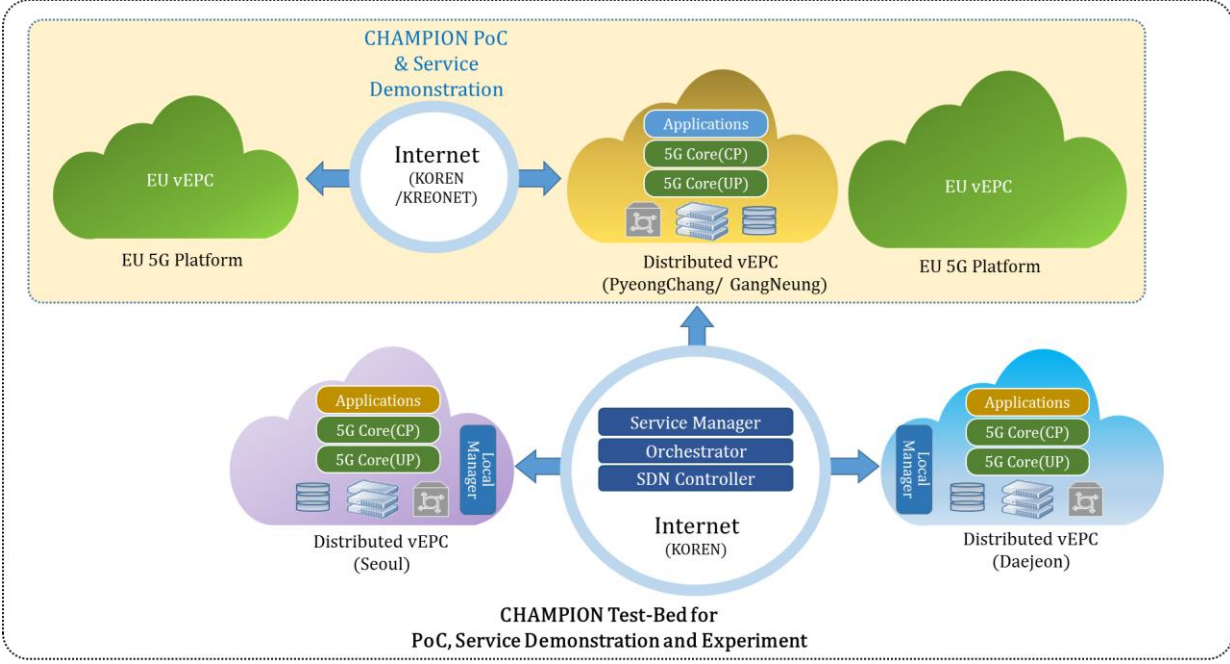 CHAMPION PoC
& Service
Demonstration
EU vEPC
EU 5G Platform
Internet
(KOREN
/KREONET)
Applications
5G Core(CP)
5G Core(UP)
Distributed vEPC
(PyeongChang/ GangNeung)
EU vEPC
EU 5G Platform
Applications
5G Core(CP)
5G Core(UP)
Local
Manager
Distributed vEPC
(Seoul)
Service Manager
Orchestrator
SDN Controller
Internet
(KOREN)
Local
Manager
Applications
5G Core(CP)
5G Core(UP)
Distributed vEPC
(Daejeon)
CHAMPION Test-Bed for
PoC, Service Demonstration and Experiment